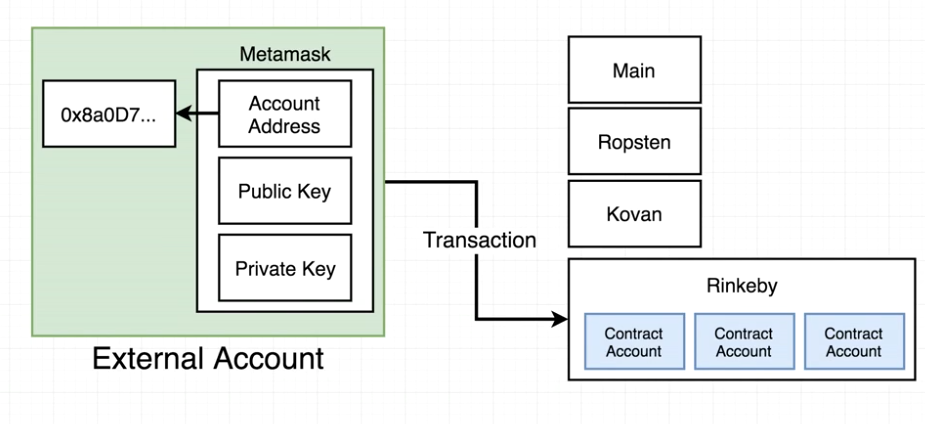 Metamask
0x8a0D7...
Account
Address
Public Key
Private Key
External Account
Transaction
Main
Ropsten
Kovan
Rinkeby
Contract
Account
Contract
Account
Contract
Account